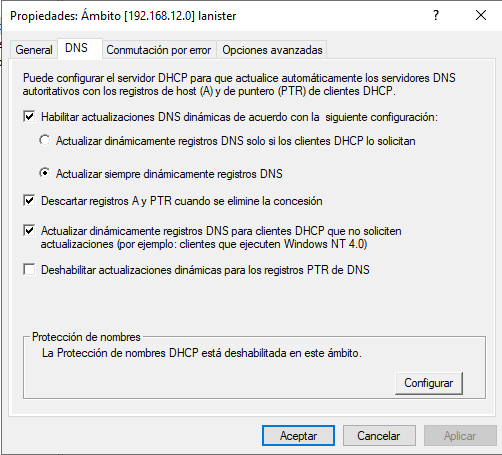 Propiedades: Ámbito [192.168.12.0] lanister
General
DNS
Conmutación por error
Opciones avanzadas
Puede configurar el servidor DHCP para que actualice automáticamente los servidores DNS
autoritativos con los registros de host (A) y de puntero (PTR) de clientes DHCP.
Habilitar actualizaciones DNS dinámicas de acuerdo con la siguiente configuración:
Actualizar dinámicamente registros DNS solo si los clientes DHCP lo solicitan
Actualizar siempre dinámicamente registros DNS
Descartar registros A y PTR cuando se elimine la concesión
Actualizar dinámicamente registros DNS para clientes DHCP que no soliciten
actualizaciones (por ejemplo: clientes que ejecuten Windows NT 4.0)
Deshabilitar actualizaciones dinámicas para los registros PTR de DNS
Protección de nombres
La Protección de nombres DHCP está deshabilitada en este ámbito.
Configurar
Aceptar
Cancelar
Aplicar